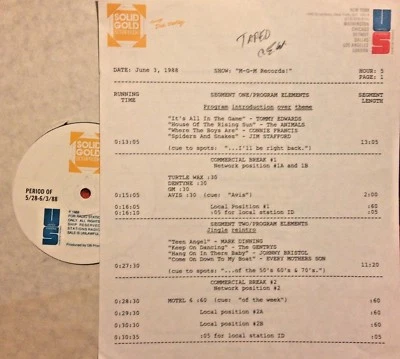 SOLID
GOLD
TAPED
DATE: June 3, 1988 SHOW: "M-G-M Records!" HOUR: 5
PAGE: 1
RUNNING SEGMENT ONE/PROGRAM ELEMENTS SEGMENT
TIME LENGTH
Program introduction over theme
"It's All In The Game" - TOMMY EDWARDS
"House Of The Rising Sun" - The ANIMALS
"Where The Boys Are" - CONNIE FRANCIS
"Spiders And Snakes" - JIM STAFFORD
0:13:05 (cue to spots: "...I'll be right back.") 13:05
COMMERCIAL BREAK #1
Network position #1A and 1B
TURTLE WAX :30
DENTYNE :30
GM :30
0:15:05 AVIS :30 (cue: "Avis") 2:00
0:16:05 Local Position #1 :60
0:16:10 :05 for local station ID :05
SEGMENT TWO/PROGRAM ELEMENTS
Jingle reintro
"Teen Angel" - MARK DINNING
"Keep On Dancing" - The GENTRYS
"Hang On In There Baby" - JOHNNY BRISTOL
"Come On Down To My Boat" - EVERY MOTHERS SON
0:27:30 11:20
(cue to spots: "...of the 50's 60's & 70's.")
COMMERCIAL BREAK #2
Network position #2
0:28:30 MOTEL 6 :60 (cue: "of the week") :60
0:29:30 Local position #2A :60
0:30:30 Local position #2B :60
0:30:35 :05 for station ID :05
SOLID
GOLD
PERIOD OF
5/28-6/3/88
US
US